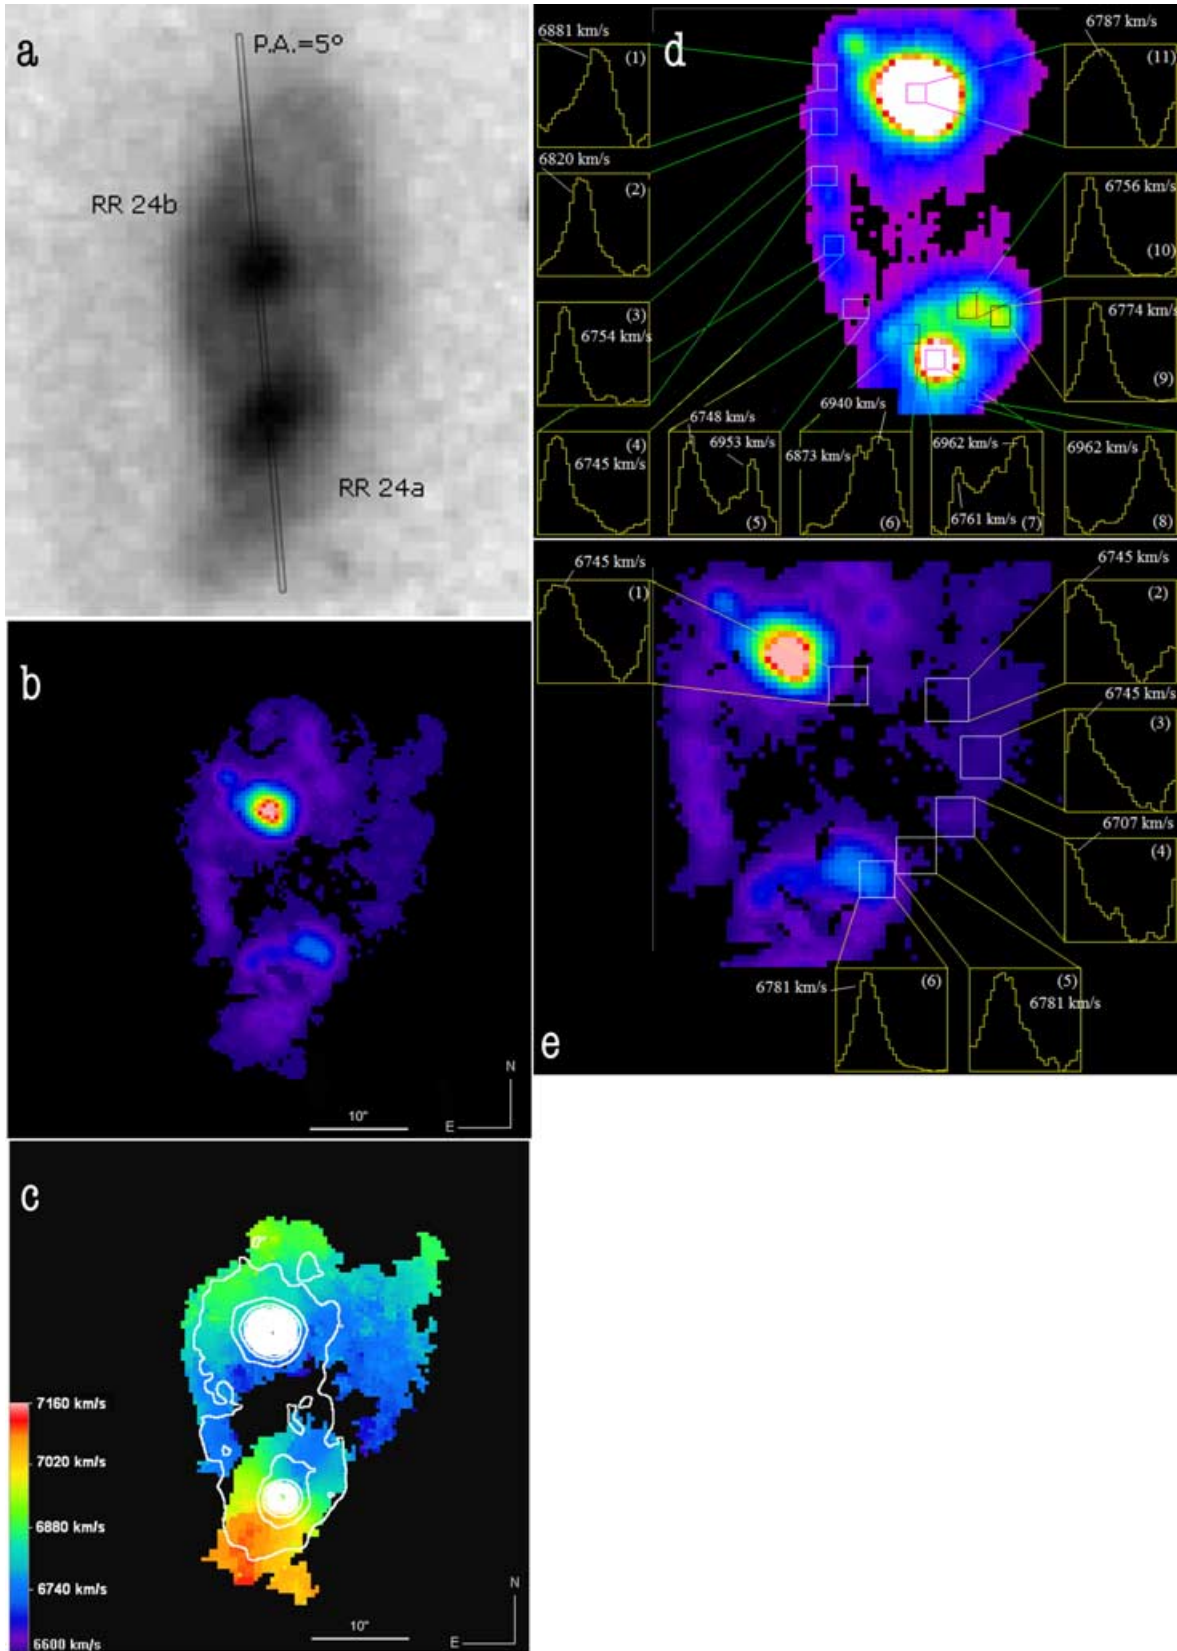 a
P.A.=5°
RR 24b
RR 24a
b
N
E
10"
c
7160 km/s
7020 km/s
6880 km/s
6740 km/s
6600 km/s
N
E
10"
d
6881 km/s
(1)
6820 km/s
(2)
(3)
6754 km/s
(4)
6745 km/s
6748 km/s
6953 km/s
(5)
6940 km/s
6873 km/s
(6)
6962 km/s
6761 km/s
(7)
6962 km/s
(8)
6787 km/s
(11)
6756 km/s
(10)
6774 km/s
(9)
e
6745 km/s
(1)
6745 km/s
(2)
6745 km/s
(3)
6707 km/s
(4)
6781 km/s
(6)
(5)
6781 km/s